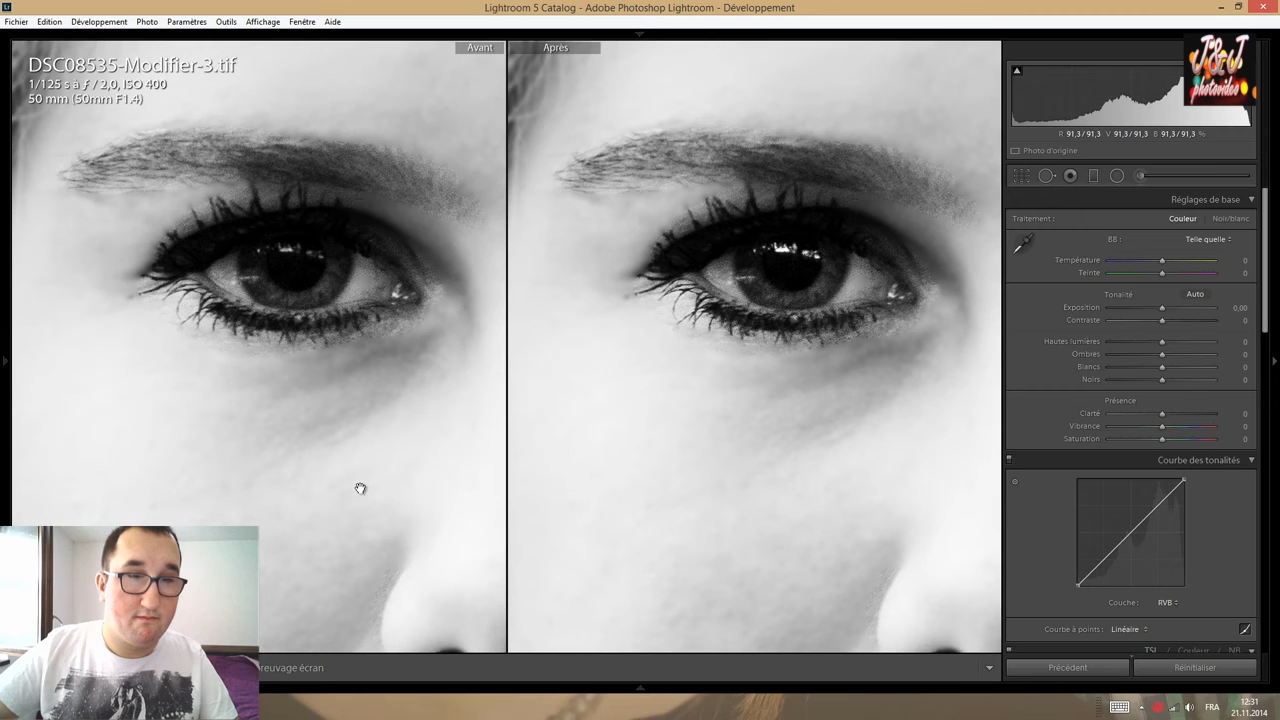 Lr
Lightroom 5 Catalog - Adobe Photoshop Lightroom - Développement
Fichier Edition Développement Photo Paramètres Outils Affichage Fenêtre Aide
Avant
Après
DSC08535-Modifier-3.tif
1/125 s à ƒ / 2,0, ISO 400
50 mm (50mm F1.4)
J&J
photovideo
R 91,3 / 91,3 V 91,3 / 91,3 B 91,3 / 91,3 %
Photo d'origine
Réglages de base
Traitement : Couleur Noir/blanc
BB : Telle quelle
Température 0
Teinte 0
Tonalité Auto
Exposition 0,00
Contraste 0
Hautes lumières 0
Ombres 0
Blancs 0
Noirs 0
Présence
Clarté 0
Vibrance 0
Saturation 0
Courbe des tonalités
Couche : RVB
Courbe à points : Linéaire
TSI / Couleur / NB
reuvage écran
Précédent Réinitialiser
FRA
12:31
21.11.2014